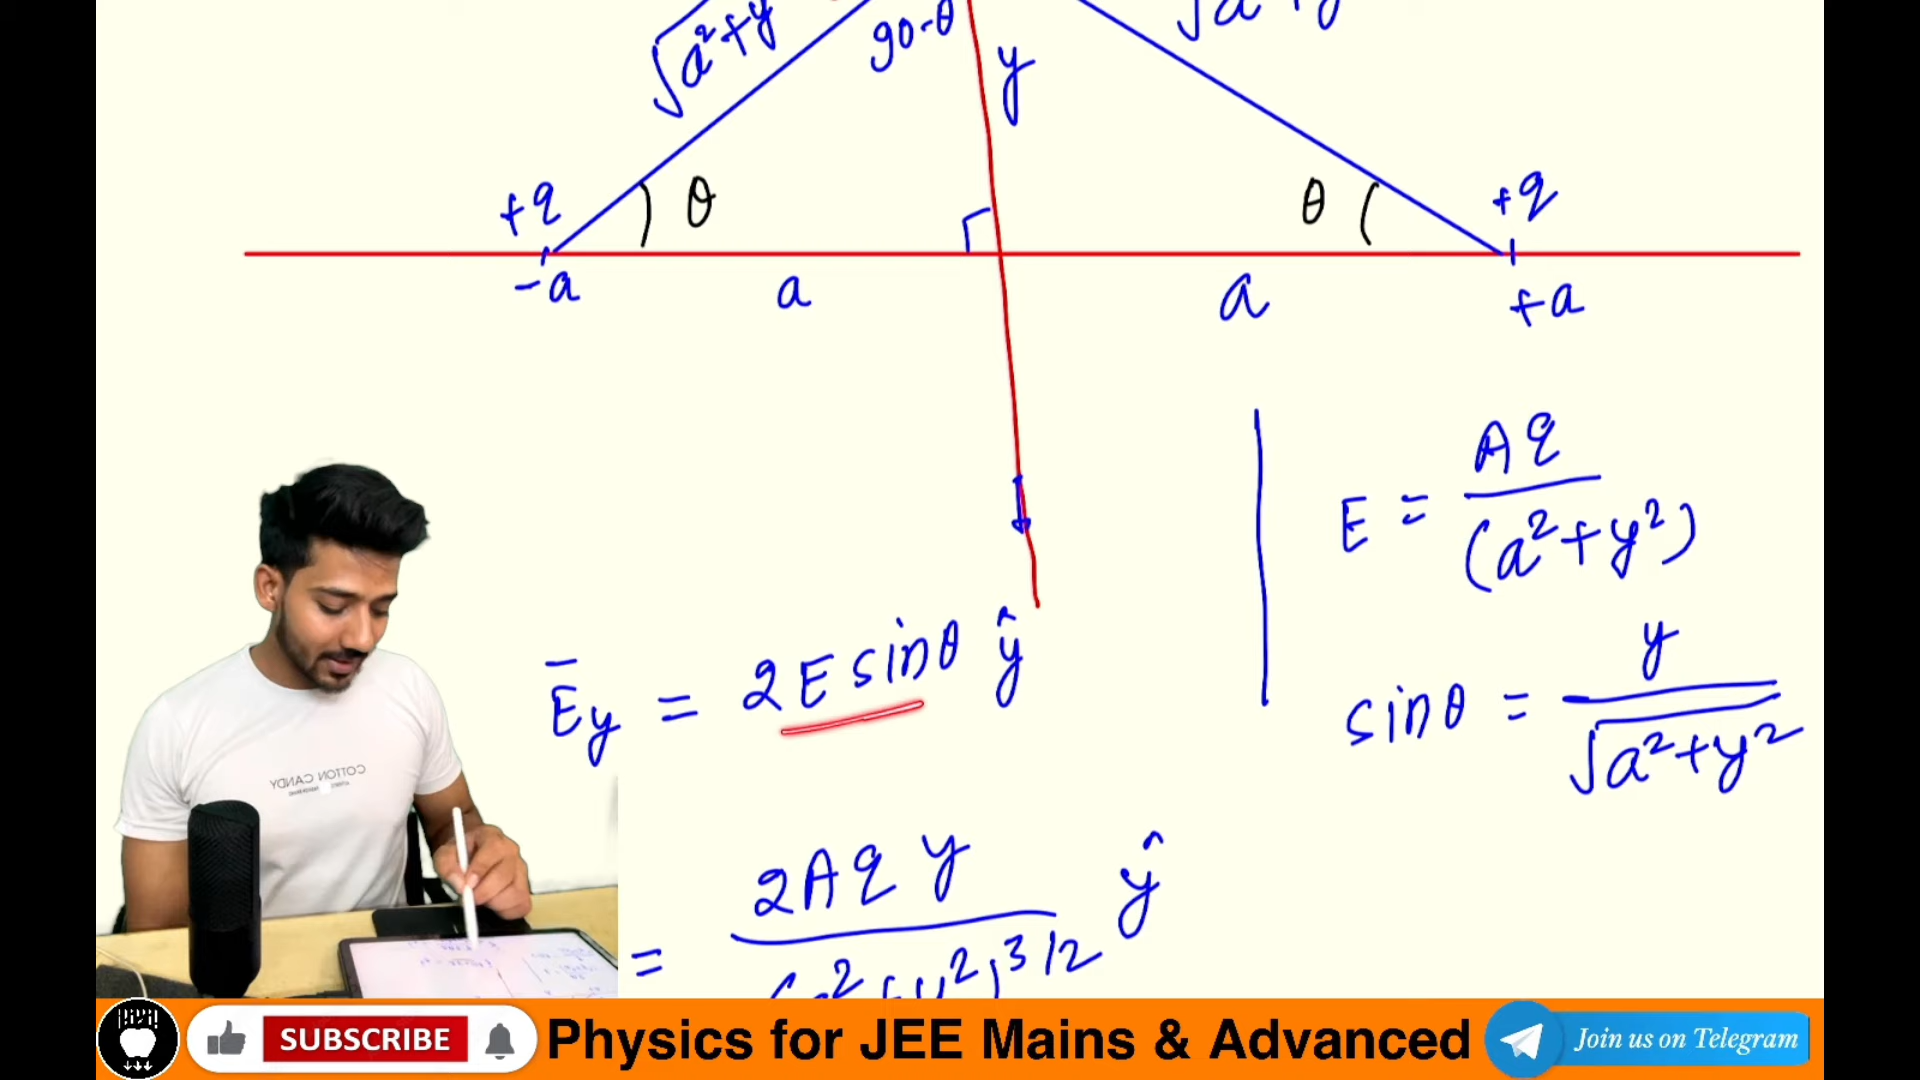 √a²+y
90-θ
y
+q
θ
θ
+q
-a
a
a
+a
E = Aq / (a²+y²)
Ēy = 2E sinθ ŷ
sinθ = y / √a²+y²
COTTON CANDY
= 2Aqy / (a²+y²)^3/2 ŷ
SUBSCRIBE
Physics for JEE Mains & Advanced
Join us on Telegram